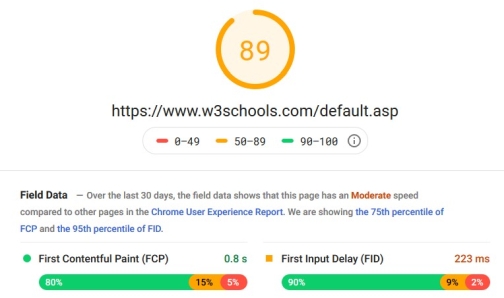 89
https://www.w3schools.com/default.asp
0–49 50–89 90–100
Field Data — Over the last 30 days, the field data shows that this page has an Moderate speed
compared to other pages in the Chrome User Experience Report. We are showing the 75th percentile of
FCP and the 95th percentile of FID.
First Contentful Paint (FCP) 0.8 s First Input Delay (FID) 223 ms
80% 15% 5% 90% 9% 2%